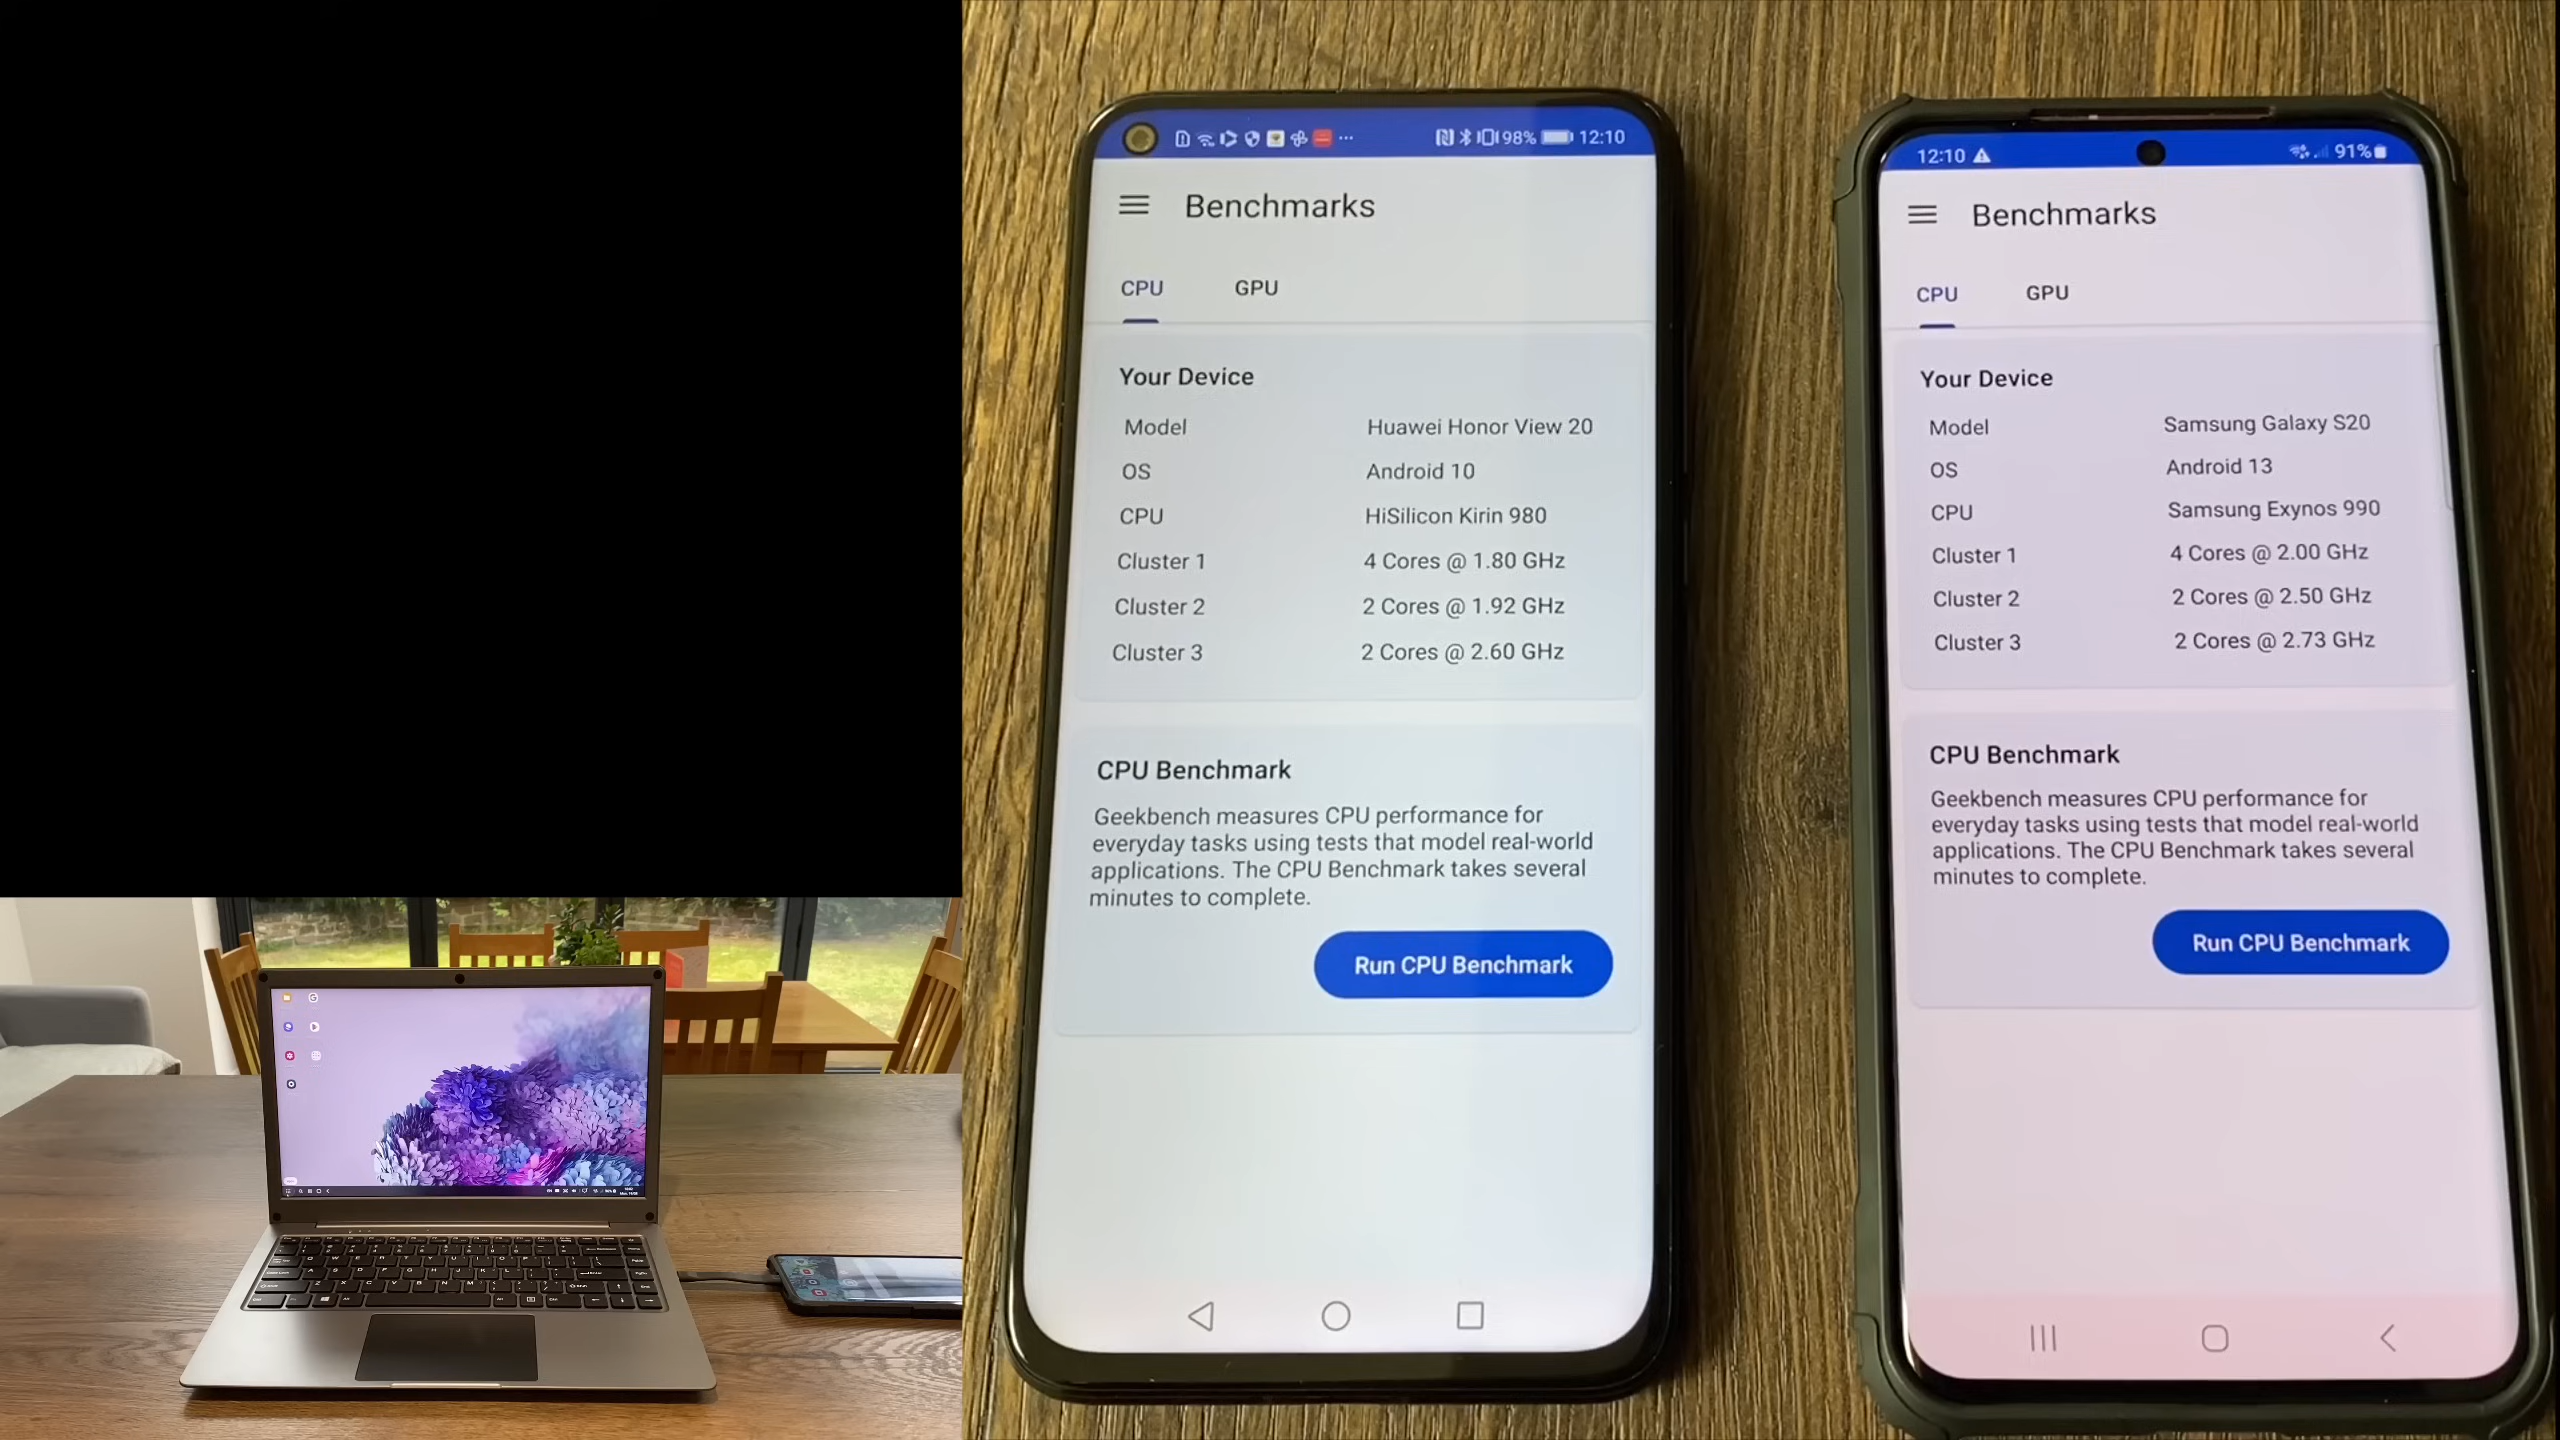 98% 12:10
Benchmarks
CPU GPU
Your Device
Model Huawei Honor View 20
OS Android 10
CPU HiSilicon Kirin 980
Cluster 1 4 Cores @ 1.80 GHz
Cluster 2 2 Cores @ 1.92 GHz
Cluster 3 2 Cores @ 2.60 GHz
CPU Benchmark
Geekbench measures CPU performance for
everyday tasks using tests that model real-world
applications. The CPU Benchmark takes several
minutes to complete.
Run CPU Benchmark
12:10 91%
Benchmarks
CPU GPU
Your Device
Model Samsung Galaxy S20
OS Android 13
CPU Samsung Exynos 990
Cluster 1 4 Cores @ 2.00 GHz
Cluster 2 2 Cores @ 2.50 GHz
Cluster 3 2 Cores @ 2.73 GHz
CPU Benchmark
Geekbench measures CPU performance for
everyday tasks using tests that model real-world
applications. The CPU Benchmark takes several
minutes to complete.
Run CPU Benchmark